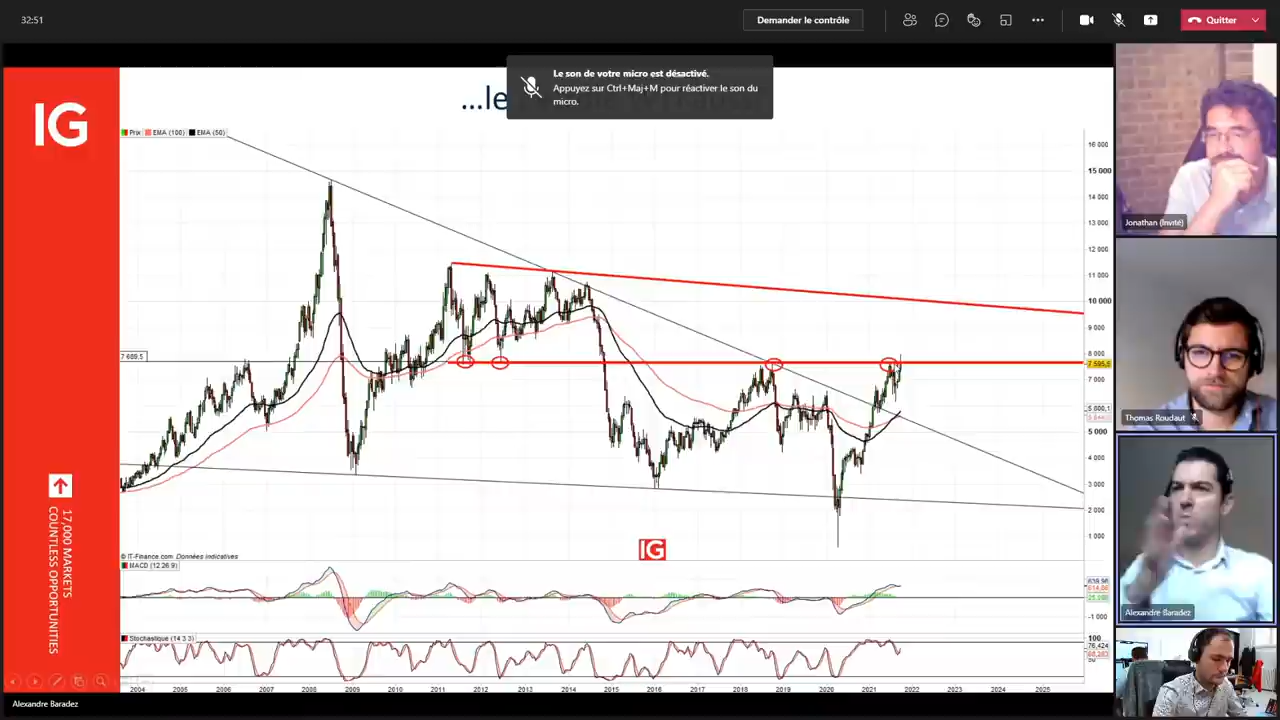 32:51
Demander le contrôle
Quitter
Le son de votre micro est désactivé.
Appuyez sur Ctrl+Maj+M pour réactiver le son du
micro.
...le
IG
Prix EMA (100) EMA (50)
16 000
15 000
14 000
13 000
12 000
11 000
10 000
9 000
8 000
7 000
5 000
4 000
3 000
2 000
1 000
IG
17,000 MARKETS
COUNTLESS OPPORTUNITIES
© IT-Finance.com Données indicatives
MACD (12 26 9)
-1 000
Stochastique (14 3 3)
100
76,424
2004 2005 2006 2007 2008 2009 2010 2011 2012 2013 2014 2015 2016 2017 2018 2019 2020 2021 2022 2023 2024 2025
Jonathan (Invité)
Thomas Roudaut
Alexandre Baradez
Alexandre Baradez